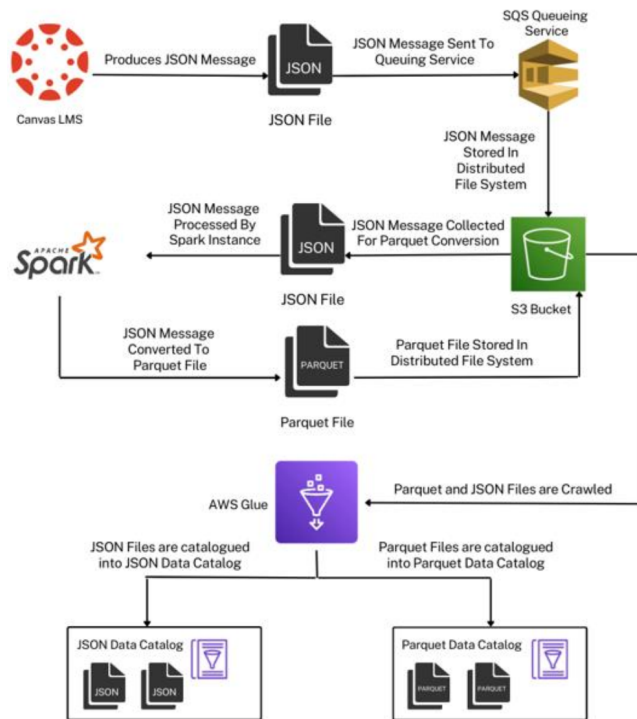 SQS Queueing
Service
Produces JSON Message
JSON
JSON Message Sent To
Queuing Service
Canvas LMS
JSON File
JSON Message
Stored In
Distributed
File System
JSON Message
Processed By
Spark Instance
JSON
JSON Message Collected
For Parquet Conversion
APACHE
Spark
JSON File
S3 Bucket
JSON Message
Converted To
Parquet File
PARQUET
Parquet File Stored In
Distributed File System
Parquet File
AWS Glue
Parquet and JSON Files are Crawled
JSON Files are catalogued
into JSON Data Catalog
Parquet Files are catalogued
into Parquet Data Catalog
JSON Data Catalog
JSON
JSON
Parquet Data Catalog
PARQUET
PARQUET